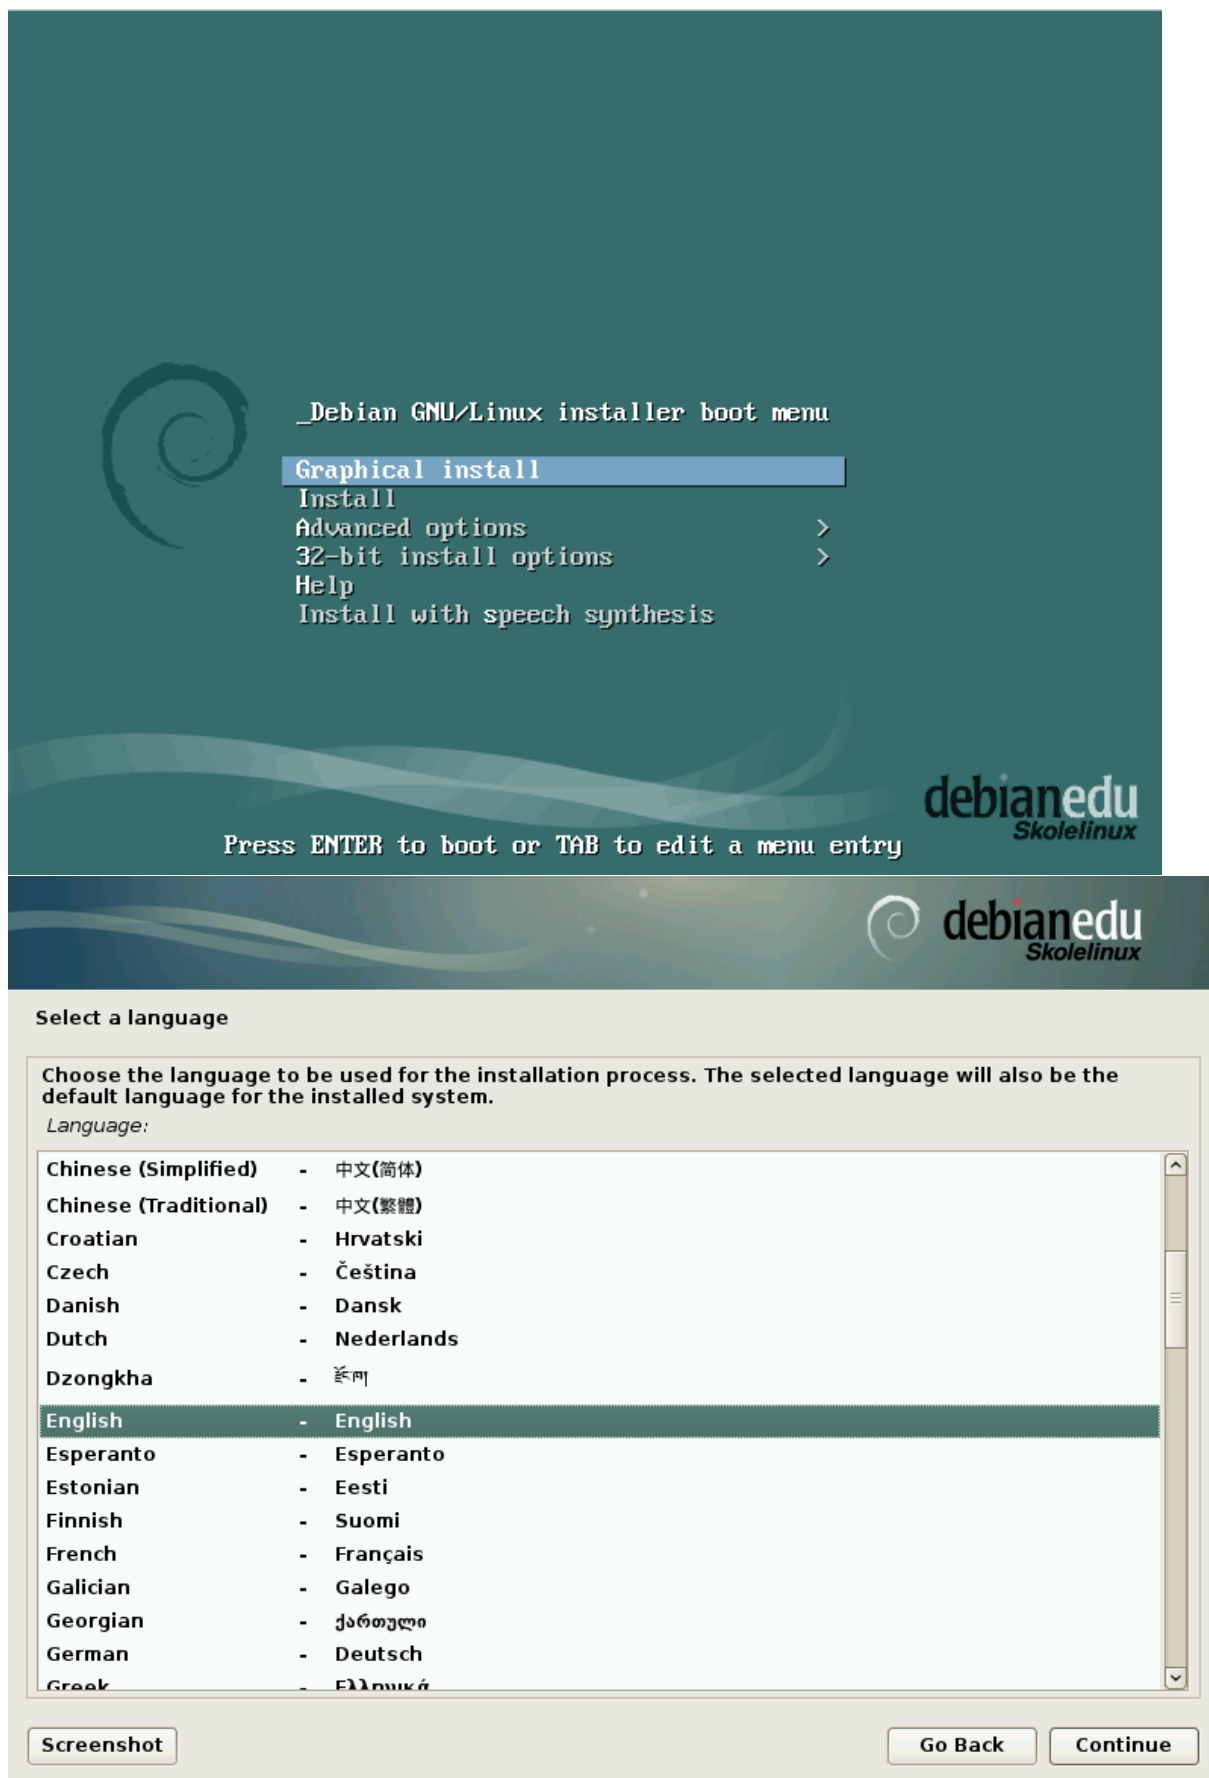 _Debian GNU/Linux installer boot menu
Graphical install
Install
Advanced options >
32-bit install options >
Help
Install with speech synthesis
debianedu
Skolelinux
Press ENTER to boot or TAB to edit a menu entry
debianedu
Skolelinux
Select a language
Choose the language to be used for the installation process. The selected language will also be the
default language for the installed system.
Language:
Chinese (Simplified) - 中文(简体)
Chinese (Traditional) - 中文(繁體)
Croatian - Hrvatski
Czech - Čeština
Danish - Dansk
Dutch - Nederlands
Dzongkha - རྫོང་ཁ།
English - English
Esperanto - Esperanto
Estonian - Eesti
Finnish - Suomi
French - Français
Galician - Galego
Georgian - ქართული
German - Deutsch
Greek - Ελληνικά
Screenshot Go Back Continue